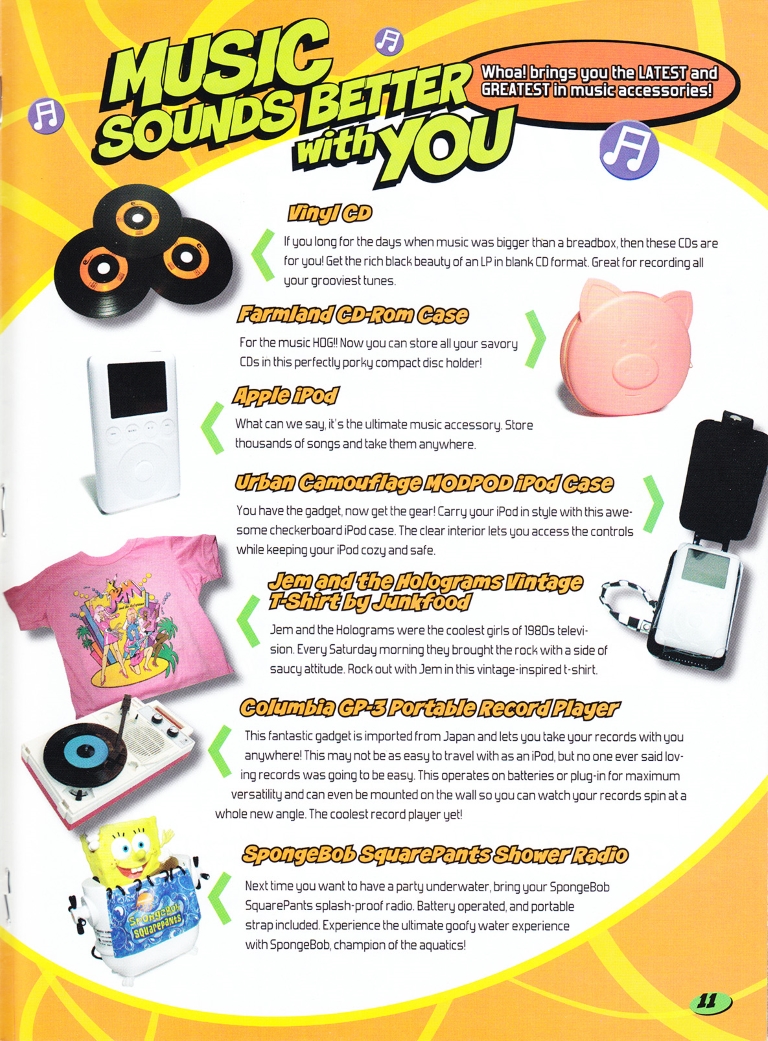 MUSIC
SOUNDS BETTER
with YOU
Whoa! brings you the LATEST and
GREATEST in music accessories!
Vinyl CD
If you long for the days when music was bigger than a breadbox, then these CDs are
for you! Get the rich black beauty of an LP in blank CD format. Great for recording all
your grooviest tunes.
Farmland CD-Rom Case
For the music HOG!! Now you can store all your savory
CDs in this perfectly porky compact disc holder!
Apple iPod
What can we say, it's the ultimate music accessory. Store
thousands of songs and take them anywhere.
Urban Camouflage MODPOD iPod Case
You have the gadget, now get the gear! Carry your iPod in style with this awe-
some checkerboard iPod case. The clear interior lets you access the controls
while keeping your iPod cozy and safe.
Jem and the Holograms Vintage
T-Shirt by Junkfood
Jem and the Holograms were the coolest girls of 1980s televi-
sion. Every Saturday morning they brought the rock with a side of
saucy attitude. Rock out with Jem in this vintage-inspired t-shirt.
Columbia GP-3 Portable Record Player
This fantastic gadget is imported from Japan and lets you take your records with you
anywhere! This may not be as easy to travel with as an iPod, but no one ever said lov-
ing records was going to be easy. This operates on batteries or plug-in for maximum
versatility and can even be mounted on the wall so you can watch your records spin at a
whole new angle. The coolest record player yet!
SpongeBob SquarePants Shower Radio
Next time you want to have a party underwater, bring your SpongeBob
SquarePants splash-proof radio. Battery operated, and portable
strap included. Experience the ultimate goofy water experience
with SpongeBob, champion of the aquatics!
SpongeBob
SquarePants
11